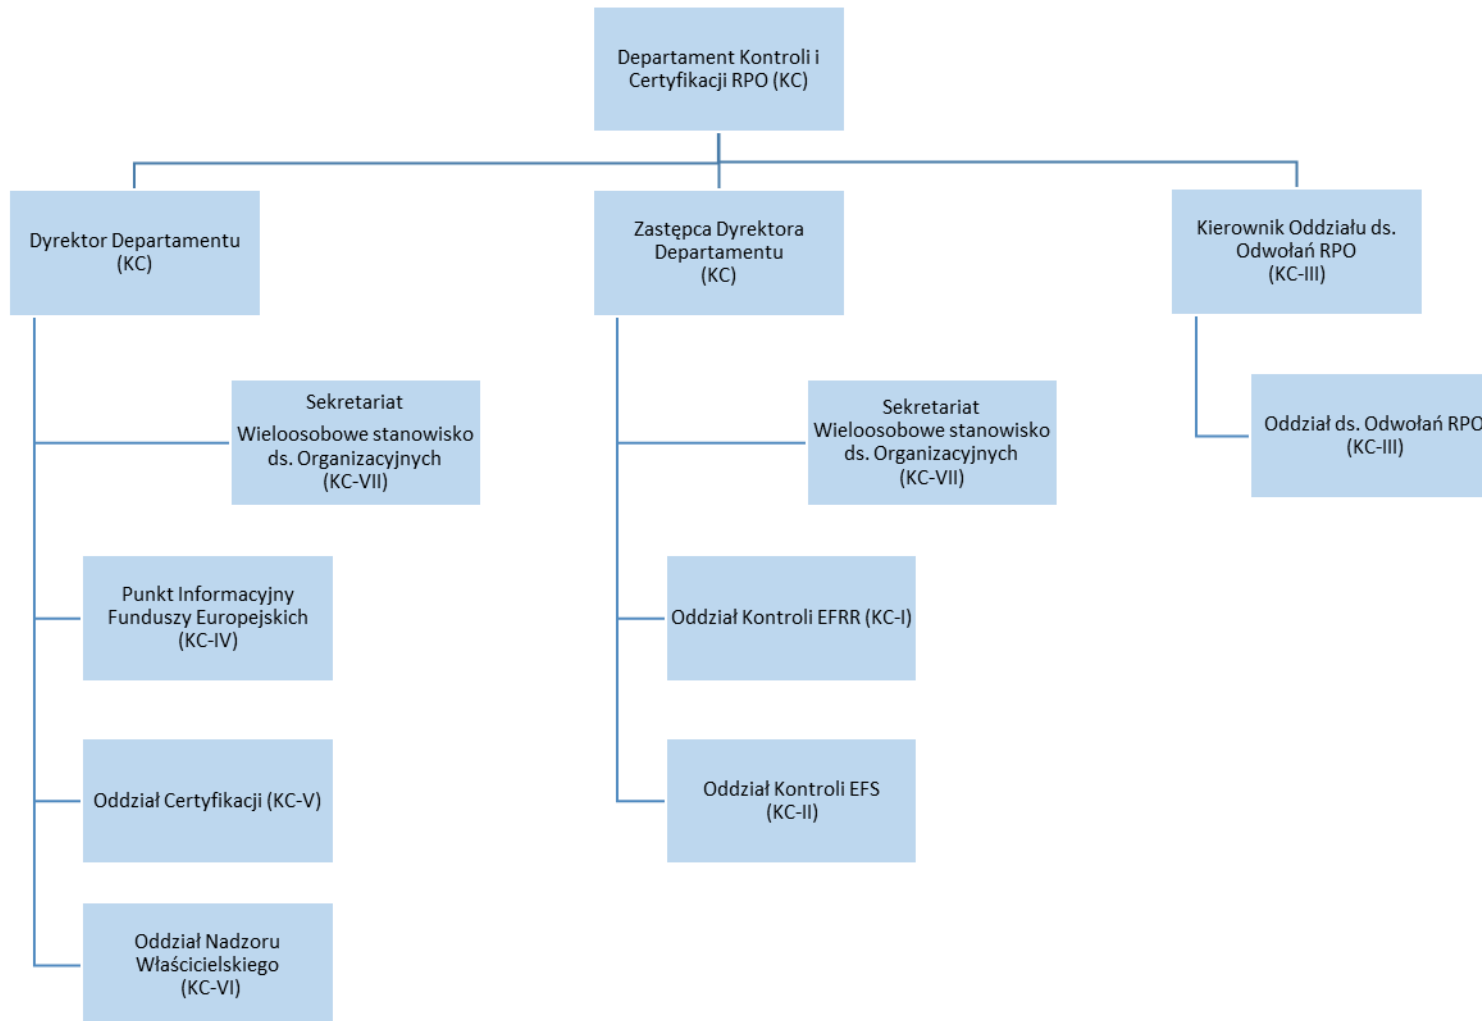 Departament Kontroli i
Certyfikacji RPO (KC)
Dyrektor Departamentu
(KC)
Zastępca Dyrektora
Departamentu
(KC)
Kierownik Oddziału ds.
Odwołań RPO
(KC-III)
Sekretariat
Wieloosobowe stanowisko
ds. Organizacyjnych
(KC-VII)
Sekretariat
Wieloosobowe stanowisko
ds. Organizacyjnych
(KC-VII)
Oddział ds. Odwołań RPO
(KC-III)
Punkt Informacyjny
Funduszy Europejskich
(KC-IV)
Oddział Kontroli EFRR (KC-I)
Oddział Certyfikacji (KC-V)
Oddział Kontroli EFS
(KC-II)
Oddział Nadzoru
Właścicielskiego
(KC-VI)